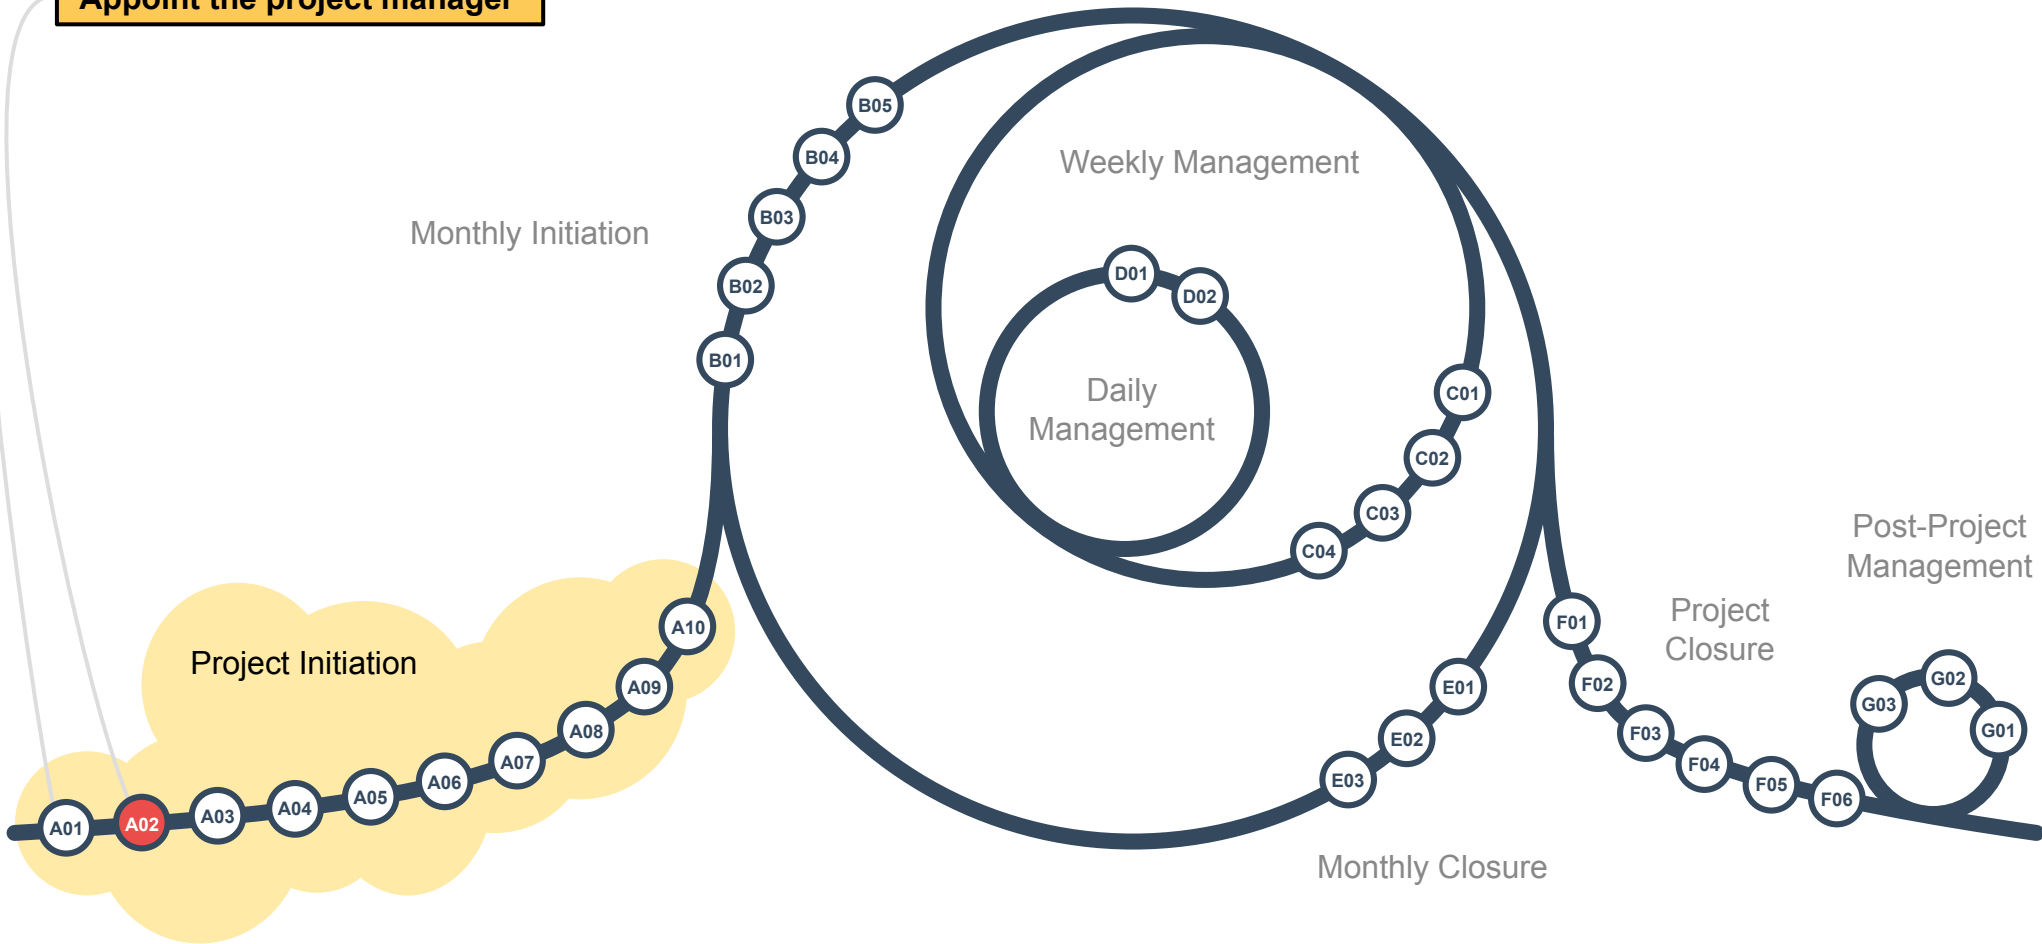 Appoint the project manager
Weekly Management
Monthly Initiation
Daily
Management
Post-Project
Management
Project
Closure
Project Initiation
Monthly Closure
A01
A02
A03
A04
A05
A06
A07
A08
A09
A10
B01
B02
B03
B04
B05
C01
C02
C03
C04
D01
D02
E01
E02
E03
F01
F02
F03
F04
F05
F06
G01
G02
G03